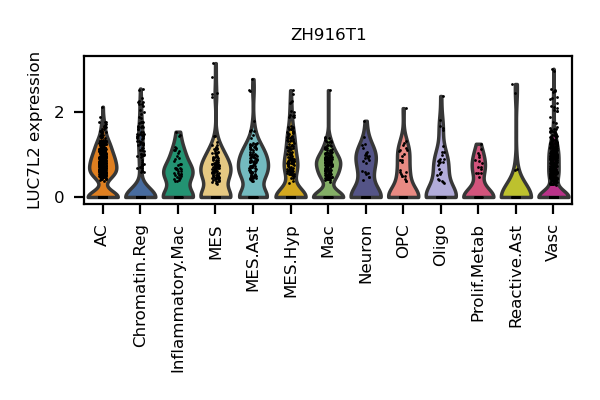 ZH916T1
LUC7L2 expression
2
0
AC
Chromatin.Reg
Inflammatory.Mac
MES
MES.Ast
MES.Hyp
Mac
Neuron
OPC
Oligo
Prolif.Metab
Reactive.Ast
Vasc